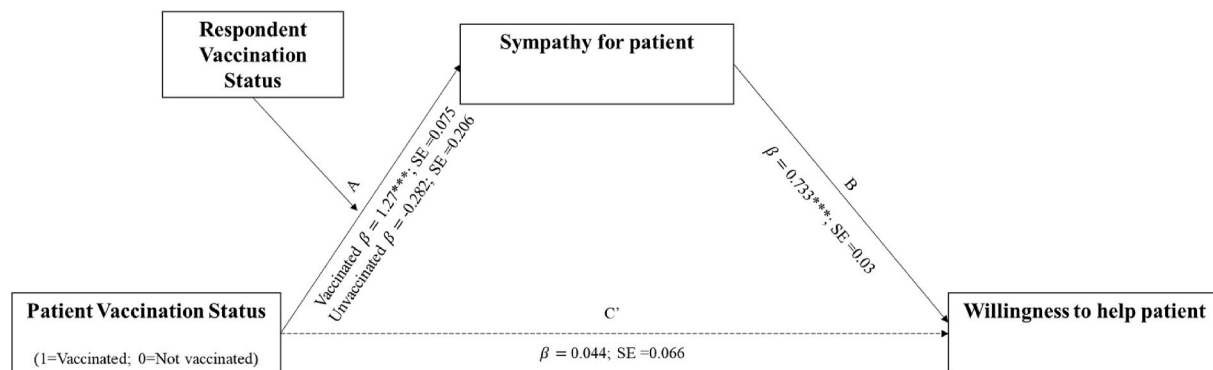 Respondent
Vaccination
Status
Sympathy for patient
A
Vaccinated β = 1.27***; SE =0.075
Unvaccinated β = -0.282; SE =0.206
B
β = 0.733***; SE =0.03
Patient Vaccination Status
(1=Vaccinated; 0=Not vaccinated)
C’
β = 0.044; SE =0.066
Willingness to help patient